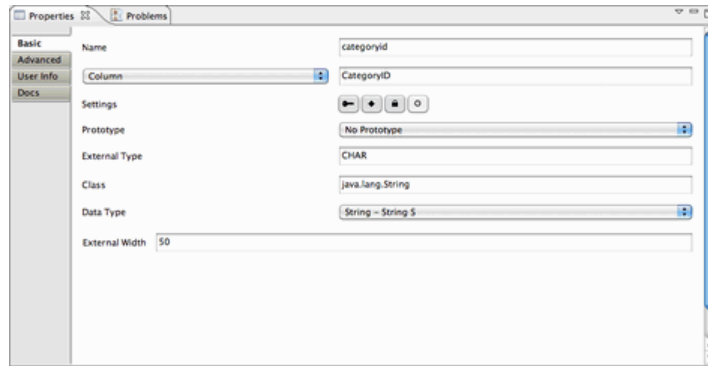 Properties Problems
Basic
Advanced
User Info
Docs
Name categoryid
Column CategoryID
Settings
Prototype No Prototype
External Type CHAR
Class java.lang.String
Data Type String – String S
External Width 50